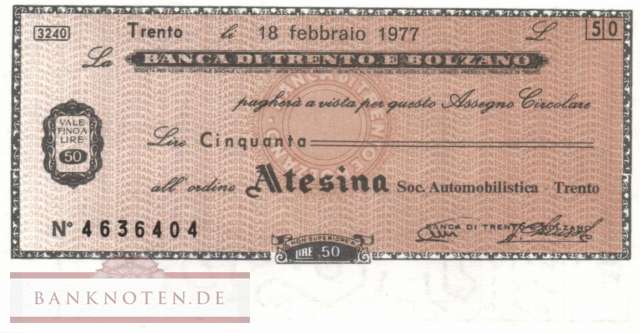 3240 Trento li 18 febbraio 1977 L 50
La BANCA DI TRENTO E BOLZANO
pagherà a vista per questo Assegno Circolare
VALE
FINO A
LIRE
50
Lire Cinquanta
all'ordine Atesina Soc. Automobilistica Trento
N° 4636404
BANCA DI TRENTO E BOLZANO
NON SUPERIORE A
LIRE 50
BANKNOTEN.DE